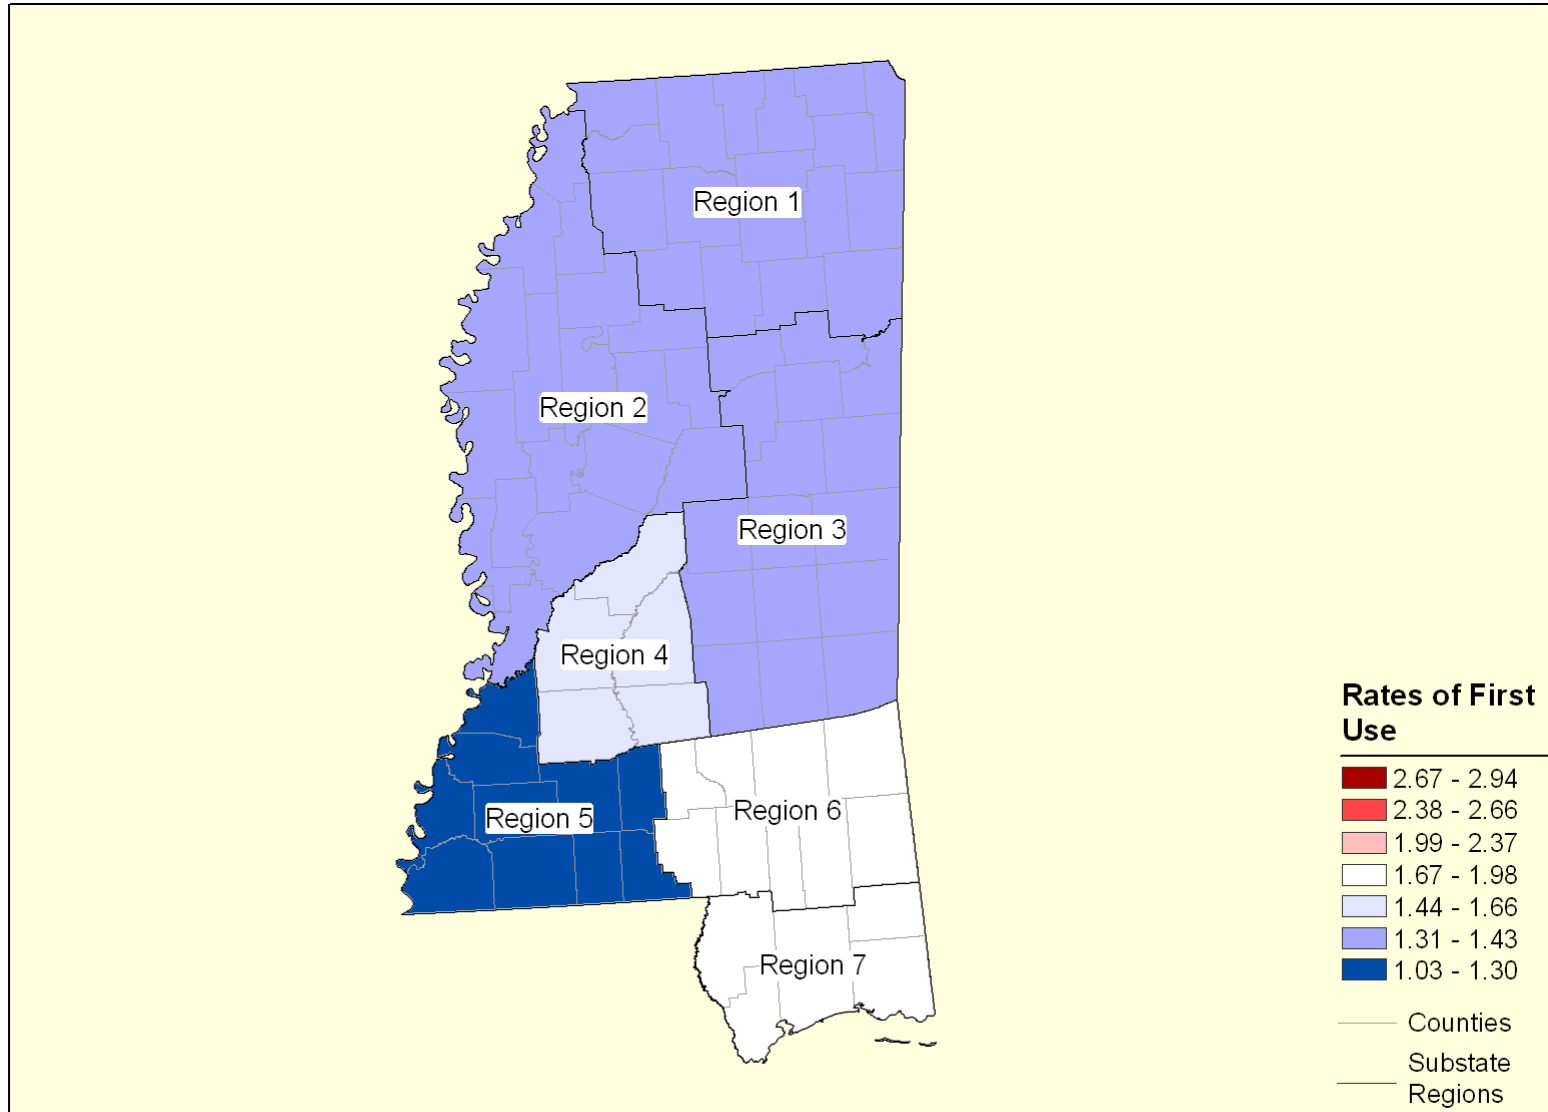 Region 1
Region 2
Region 3
Region 4
Region 5
Region 6
Region 7
Rates of First
Use
2.67 - 2.94
2.38 - 2.66
1.99 - 2.37
1.67 - 1.98
1.44 - 1.66
1.31 - 1.43
1.03 - 1.30
Counties
Substate
Regions